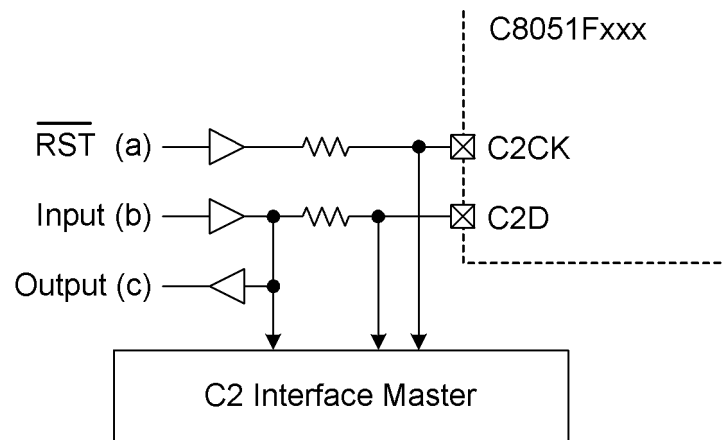 C8051Fxxx
RST (a)
C2CK
Input (b)
C2D
Output (c)
C2 Interface Master